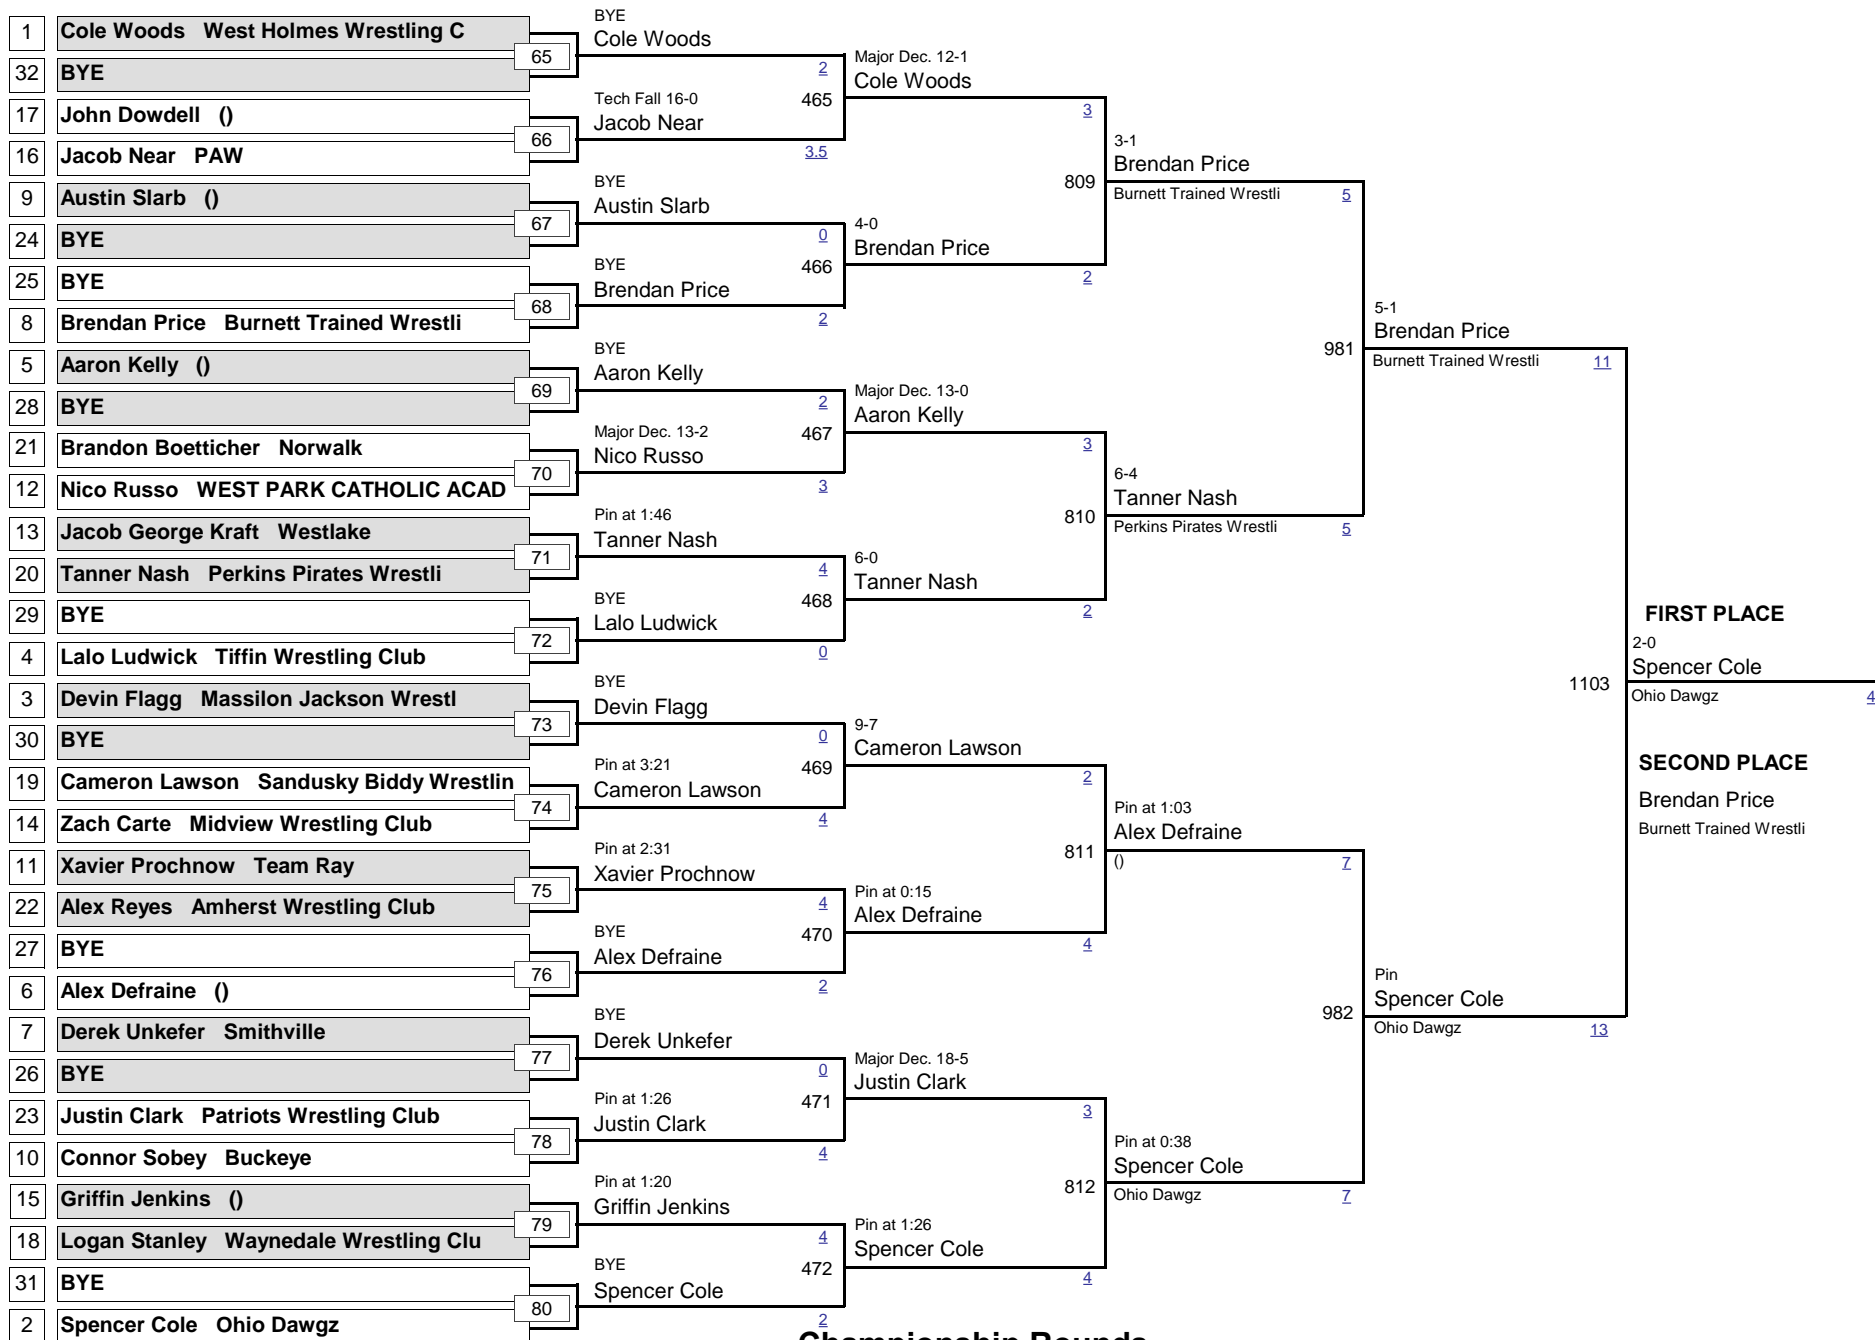 1 Cole Woods West Holmes Wrestling C
32 BYE
17 John Dowdell ()
16 Jacob Near PAW
9 Austin Slarb ()
24 BYE
25 BYE
8 Brendan Price Burnett Trained Wrestli
5 Aaron Kelly ()
28 BYE
21 Brandon Boetticher Norwalk
12 Nico Russo WEST PARK CATHOLIC ACAD
13 Jacob George Kraft Westlake
20 Tanner Nash Perkins Pirates Wrestli
29 BYE
4 Lalo Ludwick Tiffin Wrestling Club
3 Devin Flagg Massilon Jackson Wrestl
30 BYE
19 Cameron Lawson Sandusky Biddy Wrestlin
14 Zach Carte Midview Wrestling Club
11 Xavier Prochnow Team Ray
22 Alex Reyes Amherst Wrestling Club
27 BYE
6 Alex Defraine ()
7 Derek Unkefer Smithville
26 BYE
23 Justin Clark Patriots Wrestling Club
10 Connor Sobey Buckeye
15 Griffin Jenkins ()
18 Logan Stanley Waynedale Wrestling Clu
31 BYE
2 Spencer Cole Ohio Dawgz
65
66
67
68
69
70
71
72
73
74
75
76
77
78
79
80
BYE
Cole Woods
2
Tech Fall 16-0
465
Jacob Near
3.5
BYE
Austin Slarb
0
BYE
466
Brendan Price
2
BYE
Aaron Kelly
2
Major Dec. 13-2
467
Nico Russo
3
Pin at 1:46
Tanner Nash
4
BYE
468
Lalo Ludwick
0
BYE
Devin Flagg
0
Pin at 3:21
469
Cameron Lawson
4
Pin at 2:31
Xavier Prochnow
4
BYE
470
Alex Defraine
2
BYE
Derek Unkefer
0
Pin at 1:26
471
Justin Clark
4
Pin at 1:20
Griffin Jenkins
4
BYE
472
Spencer Cole
2
Major Dec. 12-1
Cole Woods
3
809
4-0
Brendan Price
2
Major Dec. 13-0
Aaron Kelly
3
810
6-0
Tanner Nash
2
9-7
Cameron Lawson
2
811
Pin at 0:15
Alex Defraine
4
Major Dec. 18-5
Justin Clark
3
812
Pin at 1:26
Spencer Cole
4
3-1
Brendan Price
Burnett Trained Wrestli
5
981
6-4
Tanner Nash
Perkins Pirates Wrestli
5
Pin at 1:03
Alex Defraine
()
7
982
Pin at 0:38
Spencer Cole
Ohio Dawgz
7
5-1
Brendan Price
Burnett Trained Wrestli
11
1103
Pin
Spencer Cole
Ohio Dawgz
13
FIRST PLACE
2-0
Spencer Cole
Ohio Dawgz
4
SECOND PLACE
Brendan Price
Burnett Trained Wrestli
Championship Rounds